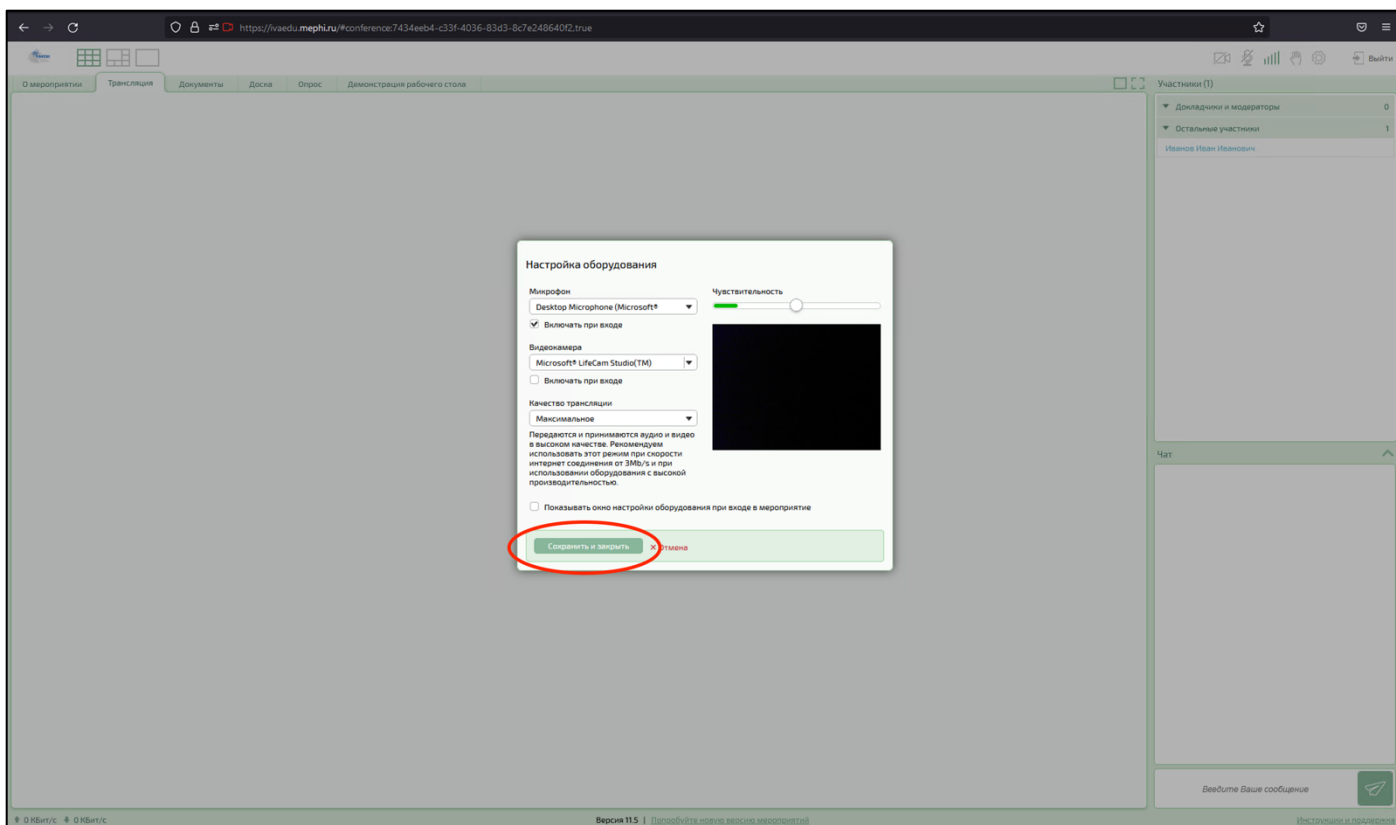 https://ivaedu.mephi.ru/#conference:7434eeb4-c33f-4036-83d3-8c7e248640f2,true
Выйти
О мероприятии Трансляция Документы Доска Опрос Демонстрация рабочего стола
Участники (1)
Докладчики и модераторы 0
Остальные участники 1
Иванов Иван Иванович
Настройка оборудования
Микрофон
Чувствительность
Desktop Microphone (Microsoft®
Включать при входе
Видеокамера
Microsoft® LifeCam Studio(TM)
Включать при входе
Качество трансляции
Максимальное
Передаются и принимаются аудио и видео
в высоком качестве. Рекомендуем
использовать этот режим при скорости
интернет соединения от 3Mb/s и при
использовании оборудования с высокой
производительностью.
Показывать окно настройки оборудования при входе в мероприятие
Сохранить и закрыть × Отмена
Чат
Введите Ваше сообщение
0 КБит/с 0 КБит/с
Версия 11.5 | Попробуйте новую версию мероприятий
Инструкции и поддержка